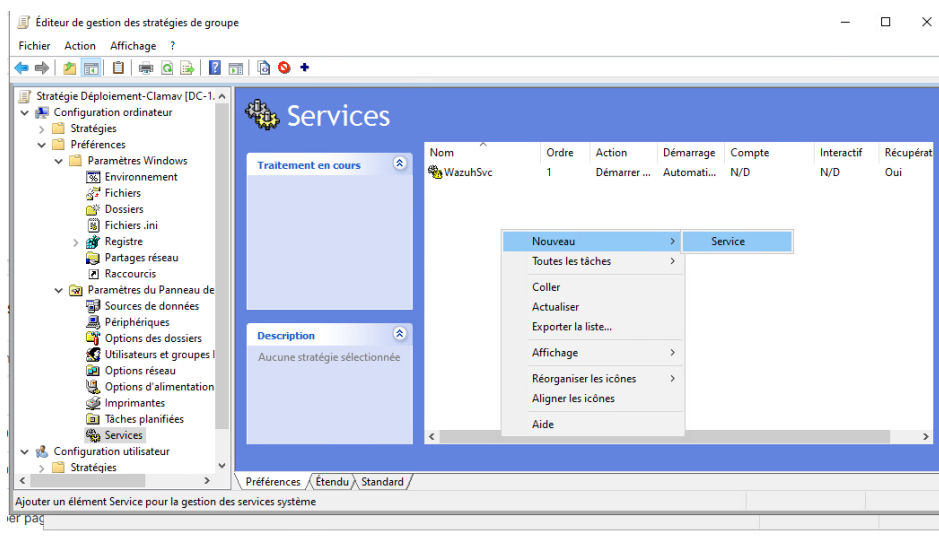 Éditeur de gestion des stratégies de groupe
Fichier Action Affichage ?
Stratégie Déploiement-Clamav [DC-1.
Configuration ordinateur
Stratégies
Préférences
Paramètres Windows
Environnement
Fichiers
Dossiers
Fichiers .ini
Registre
Partages réseau
Raccourcis
Paramètres du Panneau de
Sources de données
Périphériques
Options des dossiers
Utilisateurs et groupes l
Options réseau
Options d'alimentation
Imprimantes
Tâches planifiées
Services
Configuration utilisateur
Stratégies
Services
Traitement en cours
Description
Aucune stratégie sélectionnée
Nom Ordre Action Démarrage Compte Interactif Récupérat
WazuhSvc 1 Démarrer ... Automati... N/D N/D Oui
Nouveau
Service
Toutes les tâches
Coller
Actualiser
Exporter la liste...
Affichage
Réorganiser les icônes
Aligner les icônes
Aide
Préférences Étendu Standard
Ajouter un élément Service pour la gestion des services système